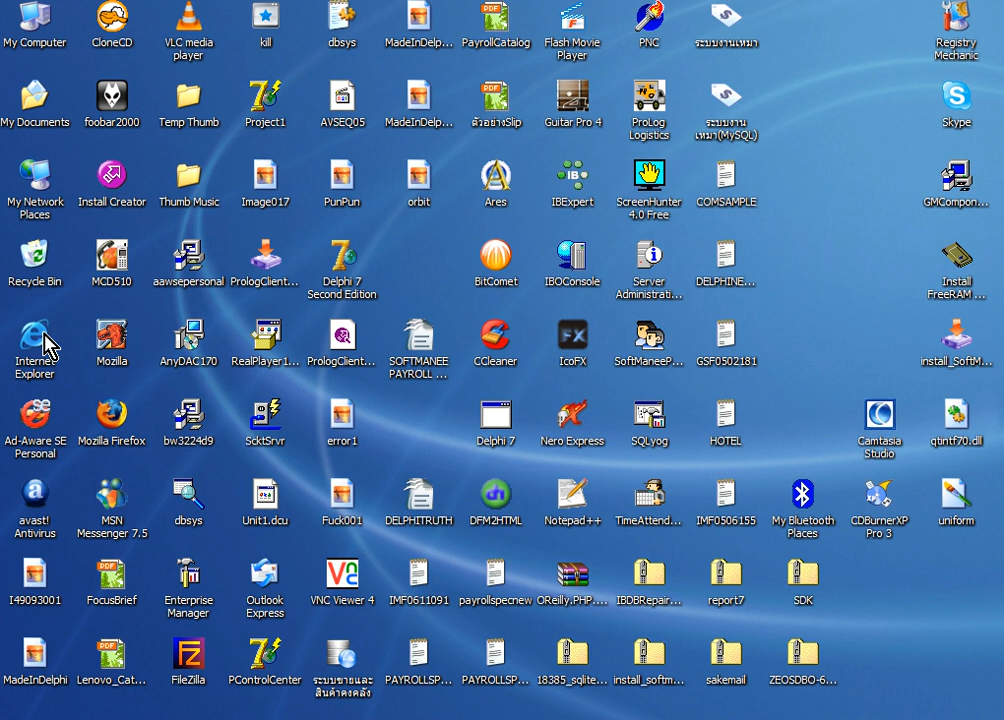 My Computer
CloneCD
VLC media
player
kill
dbsys
MadeInDelp...
PayrollCatalog
Flash Movie
Player
PNC
ระบบงานเหมา
Registry
Mechanic
My Documents
foobar2000
Temp Thumb
Project1
AVSEQ05
MadeInDelp...
ตัวอย่างSlip
Guitar Pro 4
ProLog
Logistics
ระบบงาน
เหมา(MySQL)
Skype
My Network
Places
Install Creator
Thumb Music
Image017
PunPun
orbit
Ares
IBExpert
ScreenHunter
4.0 Free
COMSAMPLE
GMCompon...
Recycle Bin
MCD510
aawsepersonal
PrologClient...
Delphi 7
Second Edition
BitComet
IBOConsole
Server
Administrati...
DELPHINE...
Install
FreeRAM ...
Internet
Explorer
Mozilla
AnyDAC170
RealPlayer1...
PrologClient...
SOFTMANEE
PAYROLL ...
CCleaner
IcoFX
SoftManeeP...
GSF0502181
install_SoftM...
Ad-Aware SE
Personal
Mozilla Firefox
bw3224d9
ScktSrvr
error1
Delphi 7
Nero Express
SQLyog
HOTEL
Camtasia
Studio
qtintf70.dll
avast!
Antivirus
MSN
Messenger 7.5
dbsys
Unit1.dcu
Fuck001
DELPHITRUTH
DFM2HTML
Notepad++
TimeAttend...
IMF0506155
My Bluetooth
Places
CDBurnerXP
Pro 3
uniform
I49093001
FocusBrief
Enterprise
Manager
Outlook
Express
VNC Viewer 4
IMF0611091
payrollspecnew
OReilly.PHP....
IBDBRepair...
report7
SDK
MadeInDelphi
Lenovo_Cat...
FileZilla
PControlCenter
ระบบขายและ
สินค้าคงคลัง
PAYROLLSP...
PAYROLLSP...
18385_sqlite...
install_softm...
sakemail
ZEOSDBO-6...